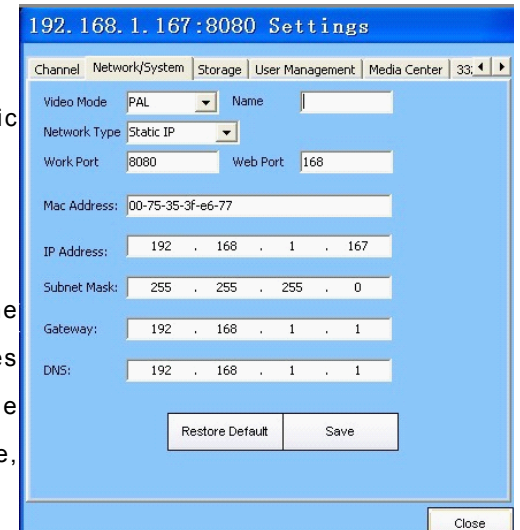 192.168.1.167:8080 Settings
Channel Network/System Storage User Management Media Center 33
Video Mode PAL Name
ic
Network Type Static IP
Work Port 8080 Web Port 168
Mac Address: 00-75-35-3f-e6-77
IP Address: 192 . 168 . 1 . 167
Subnet Mask: 255 . 255 . 255 . 0
e
Gateway: 192 . 168 . 1 . 1
es
DNS: 192 . 168 . 1 . 1
e
Restore Default Save
e,
Close